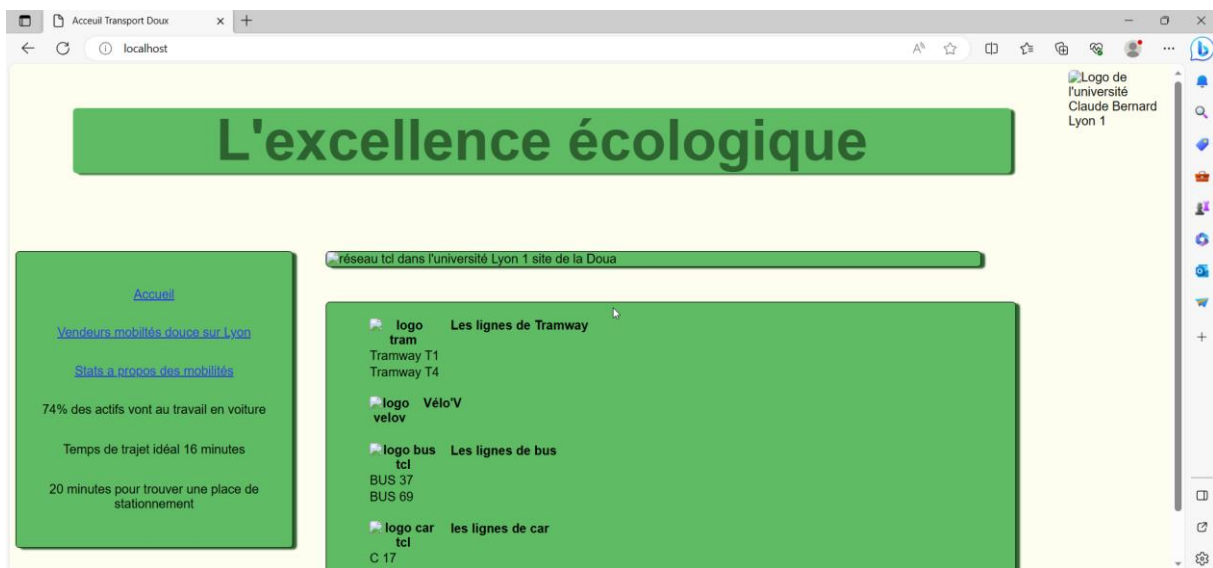 Acceuil Transport Doux
localhost
Logo de
l'université
Claude Bernard
Lyon 1
L'excellence écologique
Accueil
Vendeurs mobiltés douce sur Lyon
Stats a propos des mobilités
74% des actifs vont au travail en voiture
Temps de trajet idéal 16 minutes
20 minutes pour trouver une place de
stationnement
réseau tcl dans l'université Lyon 1 site de la Doua
logo tram Les lignes de Tramway
Tramway T1
Tramway T4
logo velov Vélo'V
logo bus tcl Les lignes de bus
BUS 37
BUS 69
logo car tcl les lignes de car
C 17